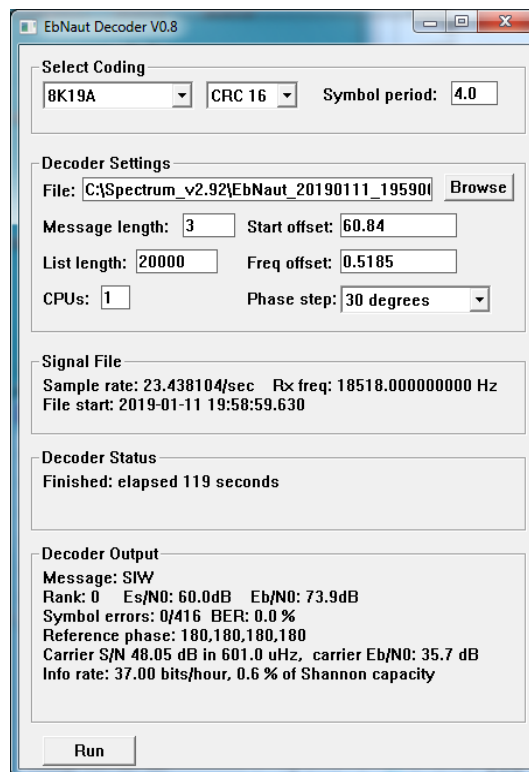 EbNaut Decoder V0.8
Select Coding
8K19A CRC 16 Symbol period: 4.0
Decoder Settings
File: C:\Spectrum_v2.92\EbNaut_20190111_195900 Browse
Message length: 3 Start offset: 60.84
List length: 20000 Freq offset: 0.5185
CPUs: 1 Phase step: 30 degrees
Signal File
Sample rate: 23.438104/sec Rx freq: 18518.000000000 Hz
File start: 2019-01-11 19:58:59.630
Decoder Status
Finished: elapsed 119 seconds
Decoder Output
Message: SIW
Rank: 0 Es/N0: 60.0dB Eb/N0: 73.9dB
Symbol errors: 0/416 BER: 0.0 %
Reference phase: 180,180,180,180
Carrier S/N 48.05 dB in 601.0 uHz, carrier Eb/N0: 35.7 dB
Info rate: 37.00 bits/hour, 0.6 % of Shannon capacity
Run